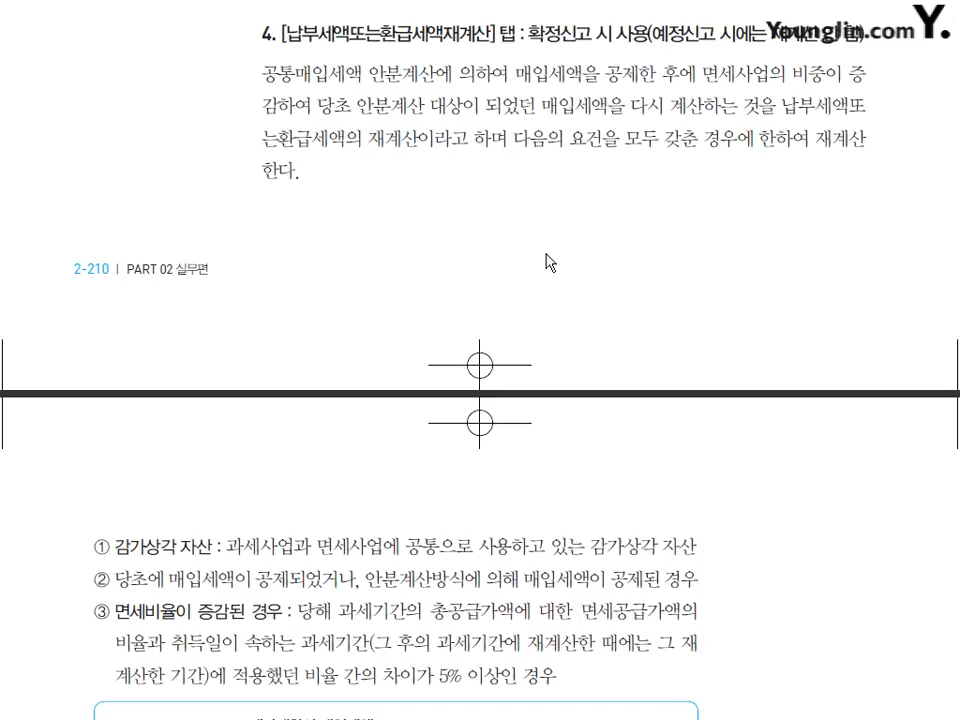 4. [납부세액또는환급세액재계산] 탭 : 확정신고 시 사용(예정신고 시에는
Younglin.com Y.
공통매입세액 안분계산에 의하여 매입세액을 공제한 후에 면세사업의 비중이 증
감하여 당초 안분계산 대상이 되었던 매입세액을 다시 계산하는 것을 납부세액또
는환급세액의 재계산이라고 하며 다음의 요건을 모두 갖춘 경우에 한하여 재계산
한다.
2-210 | PART 02 실무편
① 감가상각 자산 : 과세사업과 면세사업에 공통으로 사용하고 있는 감가상각 자산
② 당초에 매입세액이 공제되었거나, 안분계산방식에 의해 매입세액이 공제된 경우
③ 면세비율이 증감된 경우 : 당해 과세기간의 총공급가액에 대한 면세공급가액의
비율과 취득일이 속하는 과세기간(그 후의 과세기간에 재계산한 때에는 그 재
계산한 기간)에 적용했던 비율 간의 차이가 5% 이상인 경우